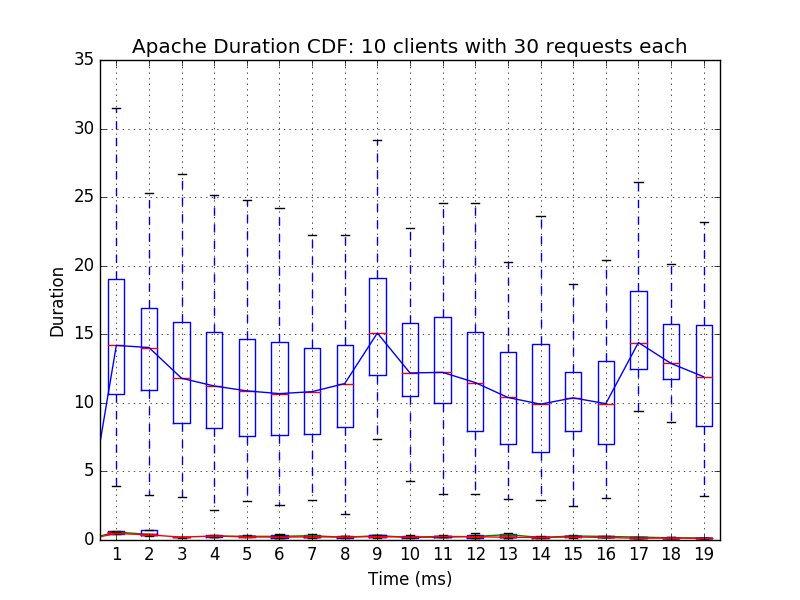 Apache Duration CDF: 10 clients with 30 requests each
35
30
25
20
15
10
5
0
Duration
1 2 3 4 5 6 7 8 9 10 11 12 13 14 15 16 17 18 19
Time (ms)